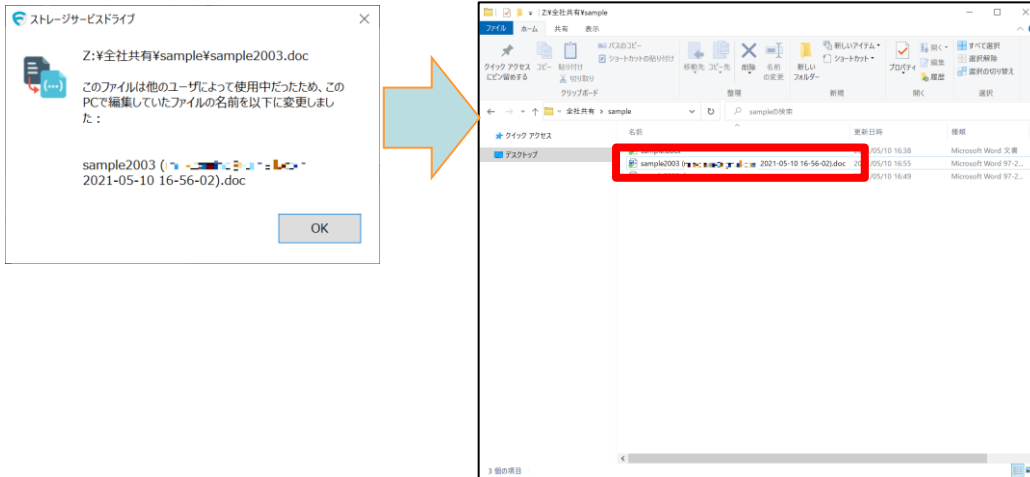 ストレージサービスドライブ
Z:¥全社共有¥sample¥sample2003.doc
このファイルは他のユーザによって使用中だったため、この
PCで編集していたファイルの名前を以下に変更しまし
た：
sample2003 (
2021-05-10 16-56-02).doc
OK
Z:¥全社共有¥sample
ファイル ホーム 共有 表示
クイック アクセス
にピン留めする
コピー
貼り付け
パスのコピー
ショートカットの貼り付け
切り取り
クリップボード
移動先
コピー先
削除
名前
の変更
整理
新しい
フォルダー
新しいアイテム
ショートカット
新規
プロパティ
開く
編集
履歴
開く
すべて選択
選択解除
選択の切り替え
選択
全社共有 › sample
sampleの検索
クイック アクセス
デスクトップ
名前 更新日時 種類
/05/10 16:38 Microsoft Word 文書
sample2003 ( 2021-05-10 16-56-02).doc /05/10 16:55 Microsoft Word 97-2...
/05/10 16:49 Microsoft Word 97-2...
3 個の項目